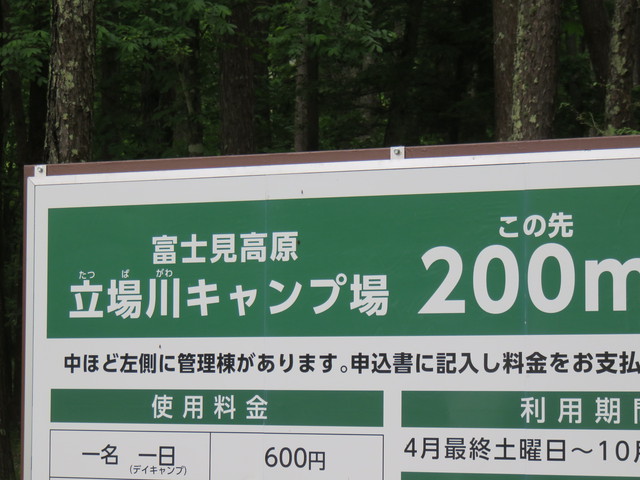 富士見高原
たつ ば がわ
立場川キャンプ場
この先
200m
中ほど左側に管理棟があります。申込書に記入し料金をお支払
使用料金
利用期間
一名 一日
(デイキャンプ)
600円
4月最終土曜日～10月